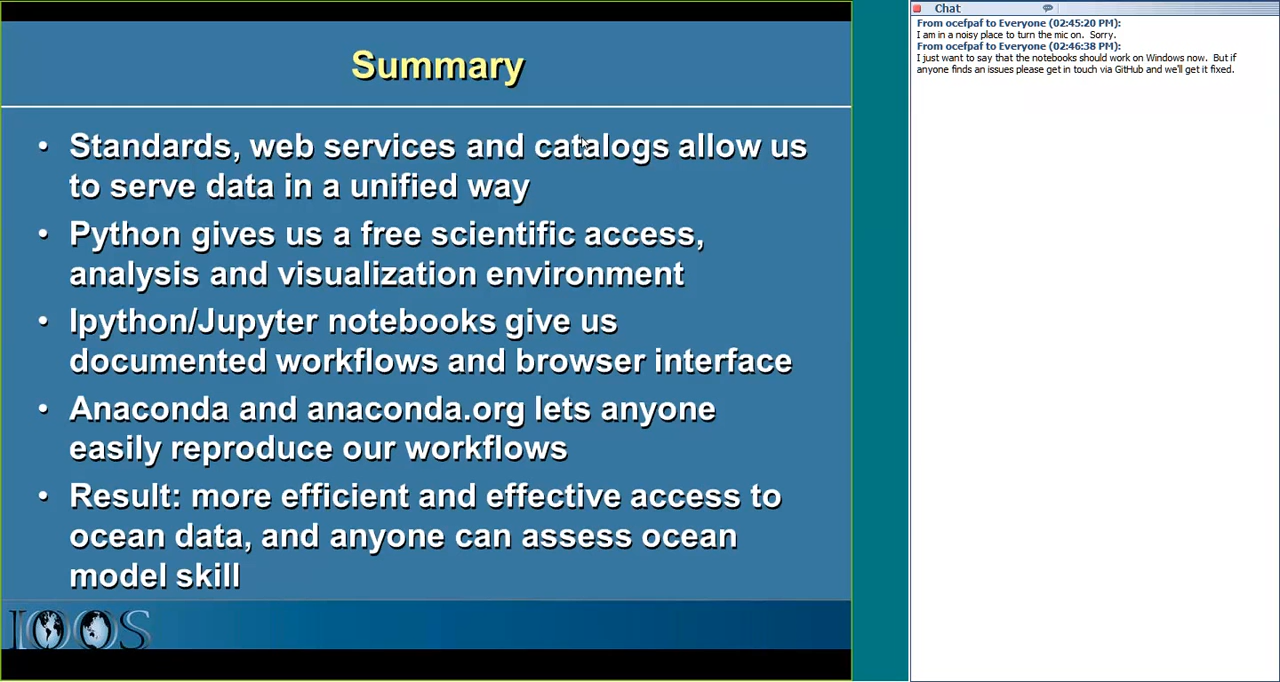 Summary
• Standards, web services and catalogs allow us
to serve data in a unified way
• Python gives us a free scientific access,
analysis and visualization environment
• Ipython/Jupyter notebooks give us
documented workflows and browser interface
• Anaconda and anaconda.org lets anyone
easily reproduce our workflows
• Result: more efficient and effective access to
ocean data, and anyone can assess ocean
model skill
IOOS
Chat
From ocefpaf to Everyone (02:45:20 PM):
I am in a noisy place to turn the mic on. Sorry.
From ocefpaf to Everyone (02:46:38 PM):
I just want to say that the notebooks should work on Windows now. But if
anyone finds an issues please get in touch via GitHub and we'll get it fixed.